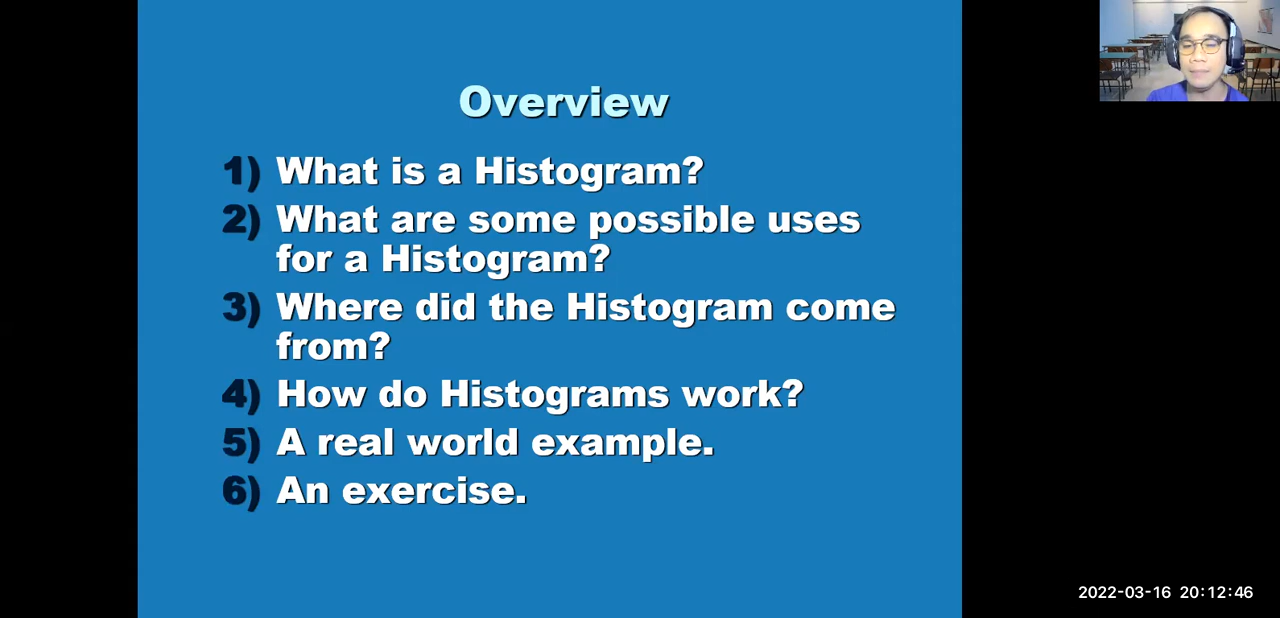 Overview
1) What is a Histogram?
2) What are some possible uses
for a Histogram?
3) Where did the Histogram come
from?
4) How do Histograms work?
5) A real world example.
6) An exercise.
2022-03-16 20:12:46